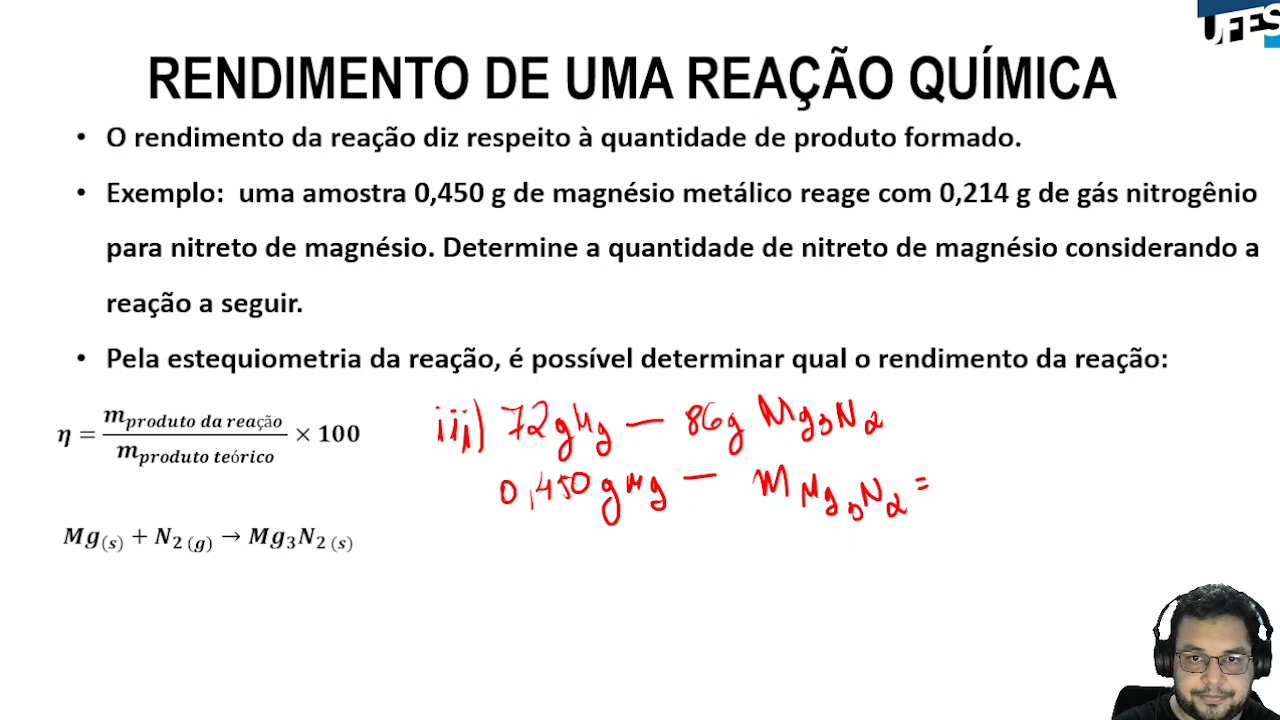 UFES
RENDIMENTO DE UMA REAÇÃO QUÍMICA
• O rendimento da reação diz respeito à quantidade de produto formado.
• Exemplo: uma amostra 0,450 g de magnésio metálico reage com 0,214 g de gás nitrogênio
para nitreto de magnésio. Determine a quantidade de nitreto de magnésio considerando a
reação a seguir.
• Pela estequiometria da reação, é possível determinar qual o rendimento da reação:
η = m_produto da reação / m_produto teórico × 100
Mg(s) + N2 (g) → Mg3N2 (s)
iii) 72 g Mg — 86g Mg3N2
0,450 g Mg — m Mg3N2 =